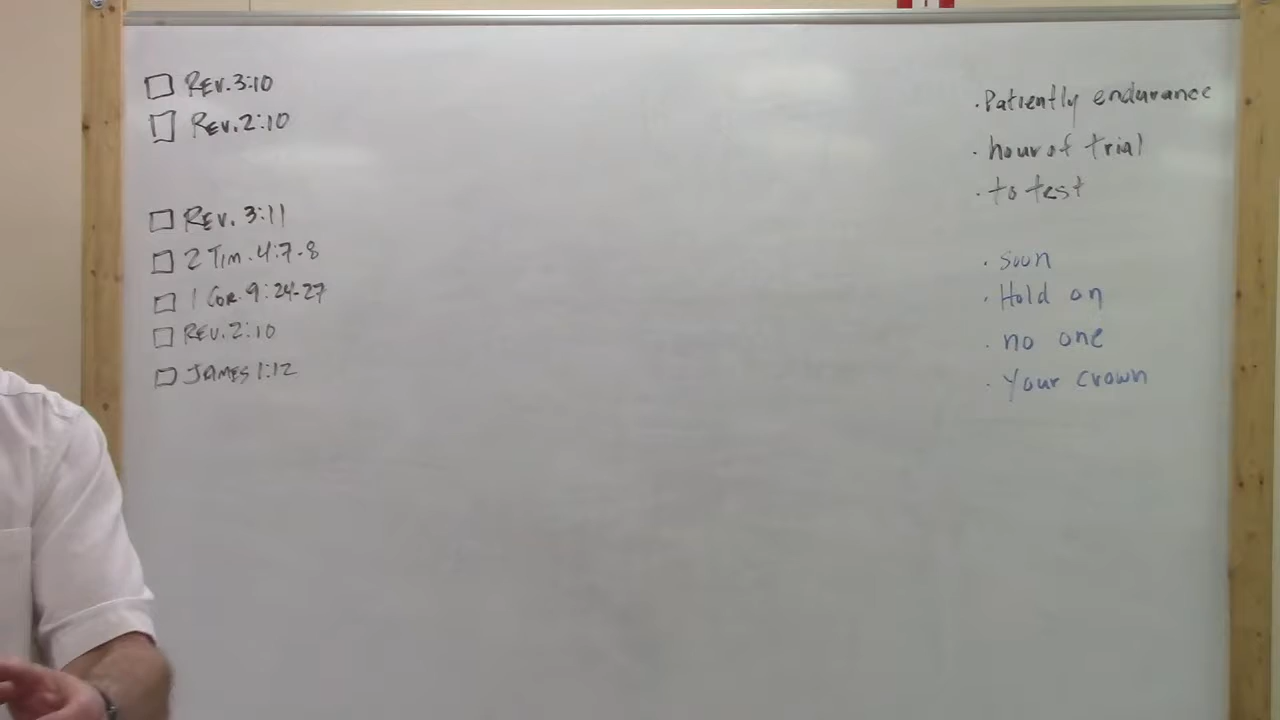 Rev. 3:10
Rev. 2:10
Rev. 3:11
2 Tim. 4:7-8
1 Cor. 9:24-27
Rev. 2:10
James 1:12
· Patiently endurance
· hour of trial
· to test
· soon
· Hold on
· no one
· Your crown